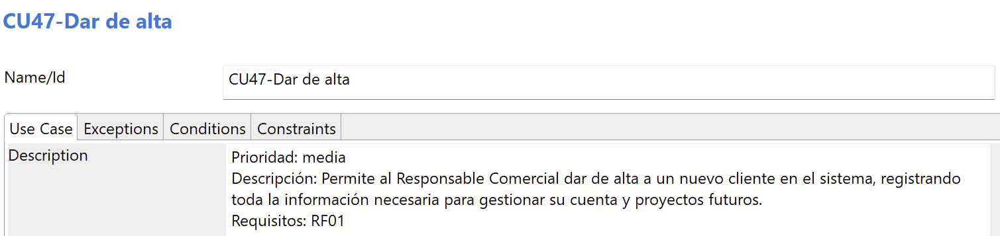 CU47-Dar de alta
Name/Id
CU47-Dar de alta
Use Case Exceptions Conditions Constraints
Description
Prioridad: media
Descripción: Permite al Responsable Comercial dar de alta a un nuevo cliente en el sistema, registrando
toda la información necesaria para gestionar su cuenta y proyectos futuros.
Requisitos: RF01